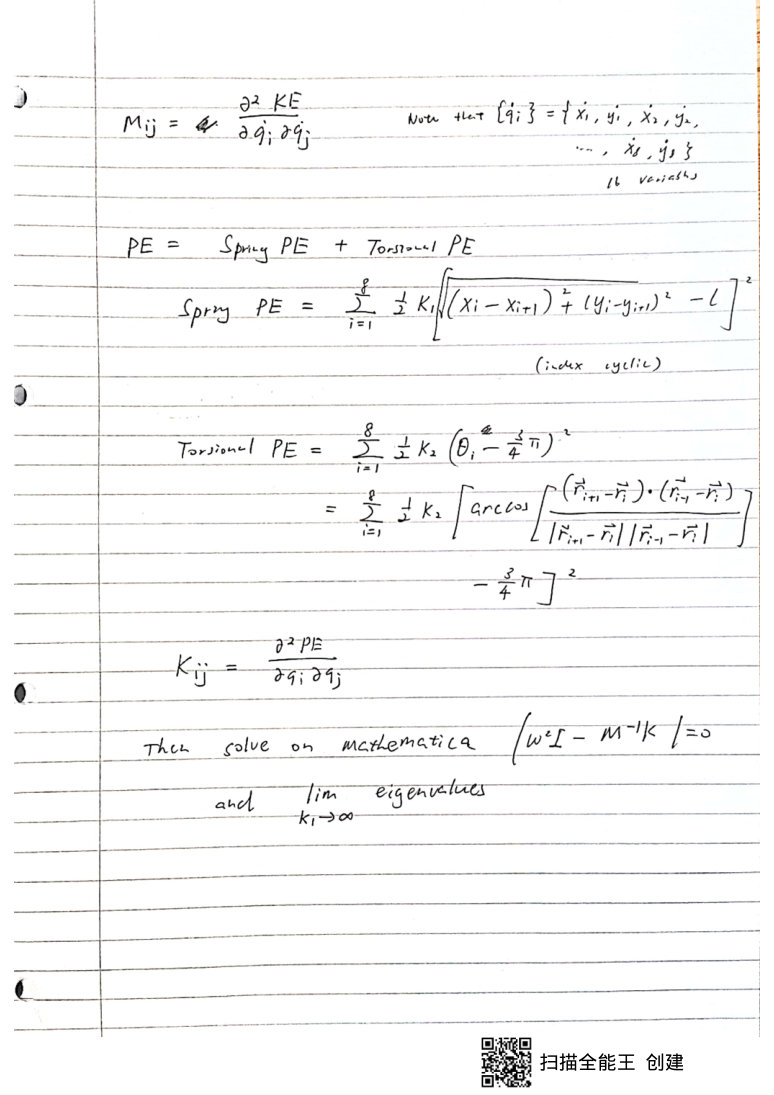 Mij = ∂² KE / ∂q̇i ∂q̇j
Note that {q̇i} = {ẋ1, ẏ1, ẋ2, ẏ2,
...., ẋ8, ẏ8}
16 variables
PE = Spring PE + Torsional PE
Spring PE = Σ_{i=1}^{8} ½ K1 [√((xi − xi+1)² + (yi − yi+1)²) − l]²
(index cyclic)
Torsional PE = Σ_{i=1}^{8} ½ K2 (θi − ¾π)²
= Σ_{i=1}^{8} ½ K2 [arccos [(r⃗i+1 − r⃗i)·(r⃗i-1 − r⃗i) / |r⃗i+1 − r⃗i| |r⃗i-1 − r⃗i|]
− ¾π]²
Kij = ∂² PE / ∂qi ∂qj
Then solve on mathematica |ω²I − M⁻¹K| = 0
and lim_{K1→∞} eigenvalues
扫描全能王 创建